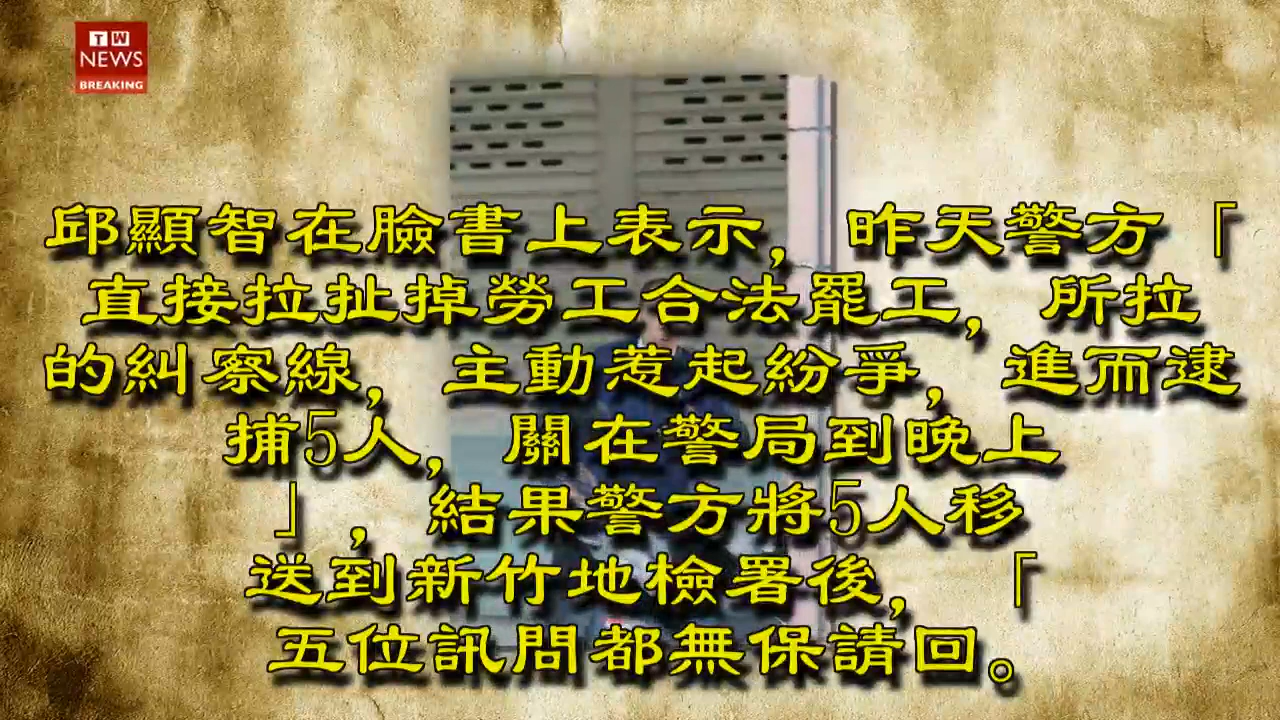 TW
NEWS
BREAKING
邱顯智在臉書上表示，昨天警方「
直接拉扯掉勞工合法罷工，所拉
的糾察線，主動惹起紛爭，進而逮
捕5人，關在警局到晚上
」，結果警方將5人移
送到新竹地檢署後，「
五位訊問都無保請回。